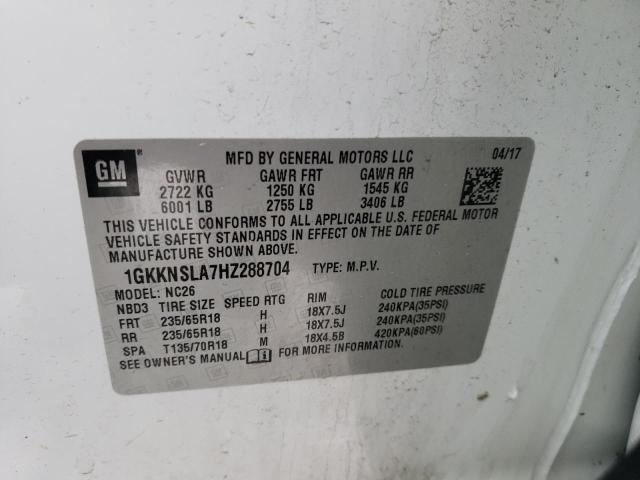 GM
MFD BY GENERAL MOTORS LLC 04/17
GVWR GAWR FRT GAWR RR
2722 KG 1250 KG 1545 KG
6001 LB 2755 LB 3406 LB
THIS VEHICLE CONFORMS TO ALL APPLICABLE U.S. FEDERAL MOTOR
VEHICLE SAFETY STANDARDS IN EFFECT ON THE DATE OF
MANUFACTURE SHOWN ABOVE.
1GKKNSLA7HZ288704 TYPE: M.P.V.
MODEL: NC26
NBD3 TIRE SIZE SPEED RTG RIM COLD TIRE PRESSURE
FRT 235/65R18 H 18X7.5J 240KPA(35PSI)
RR 235/65R18 H 18X7.5J 240KPA(35PSI)
SPA T135/70R18 M 18X4.5B 420KPA(60PSI)
SEE OWNER'S MANUAL FOR MORE INFORMATION.